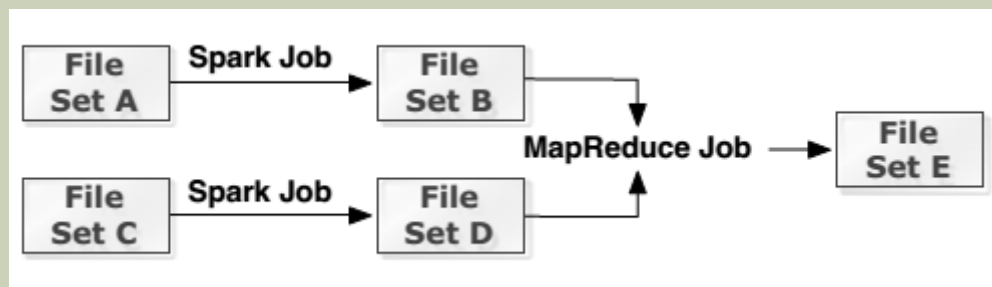 File
Set A
Spark Job
File
Set B
File
Set C
Spark Job
File
Set D
MapReduce Job
File
Set E